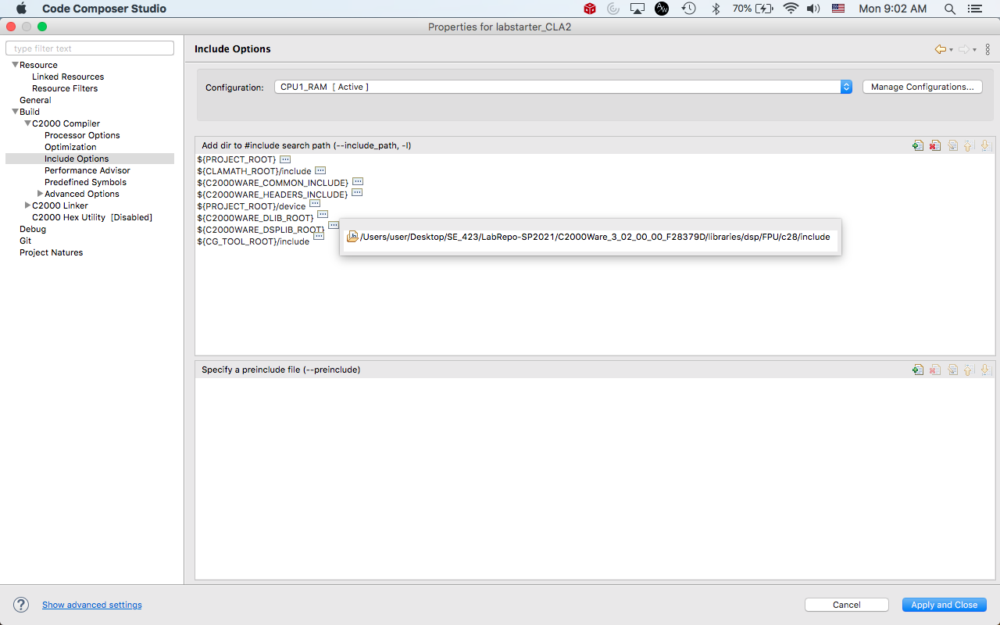 Code Composer Studio
70%
Mon 9:02 AM
Properties for labstarter_CLA2
type filter text
Resource
Linked Resources
Resource Filters
General
Build
C2000 Compiler
Processor Options
Optimization
Include Options
Performance Advisor
Predefined Symbols
Advanced Options
C2000 Linker
C2000 Hex Utility [Disabled]
Debug
Git
Project Natures
Include Options
Configuration:
CPU1_RAM [ Active ]
Manage Configurations...
Add dir to #include search path (--include_path, -I)
${PROJECT_ROOT}
${CLAMATH_ROOT}/include
${C2000WARE_COMMON_INCLUDE}
${C2000WARE_HEADERS_INCLUDE}
${PROJECT_ROOT}/device
${C2000WARE_DLIB_ROOT}
${C2000WARE_DSPLIB_ROOT}
${CG_TOOL_ROOT}/include
/Users/user/Desktop/SE_423/LabRepo-SP2021/C2000Ware_3_02_00_00_F28379D/libraries/dsp/FPU/c28/include
Specify a preinclude file (--preinclude)
?
Show advanced settings
Cancel
Apply and Close